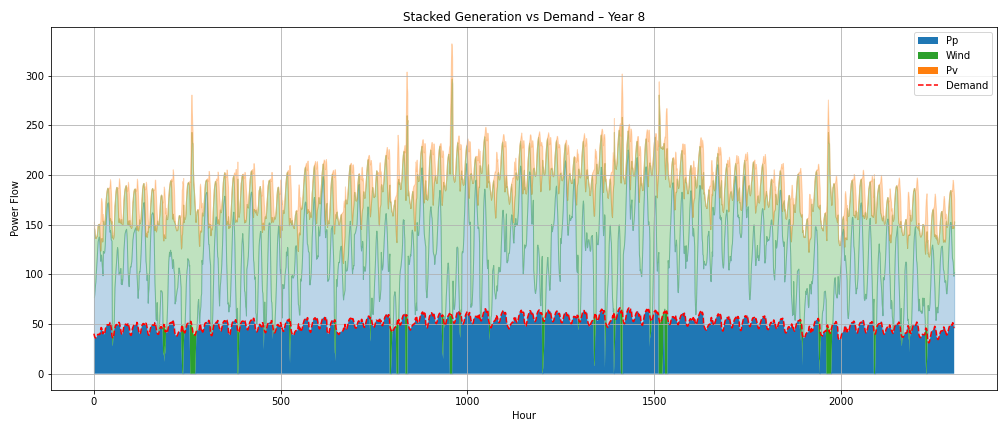 Stacked Generation vs Demand – Year 8
Pp
Wind
Pv
Demand
Power Flow
300
250
200
150
100
50
0
0 500 1000 1500 2000
Hour